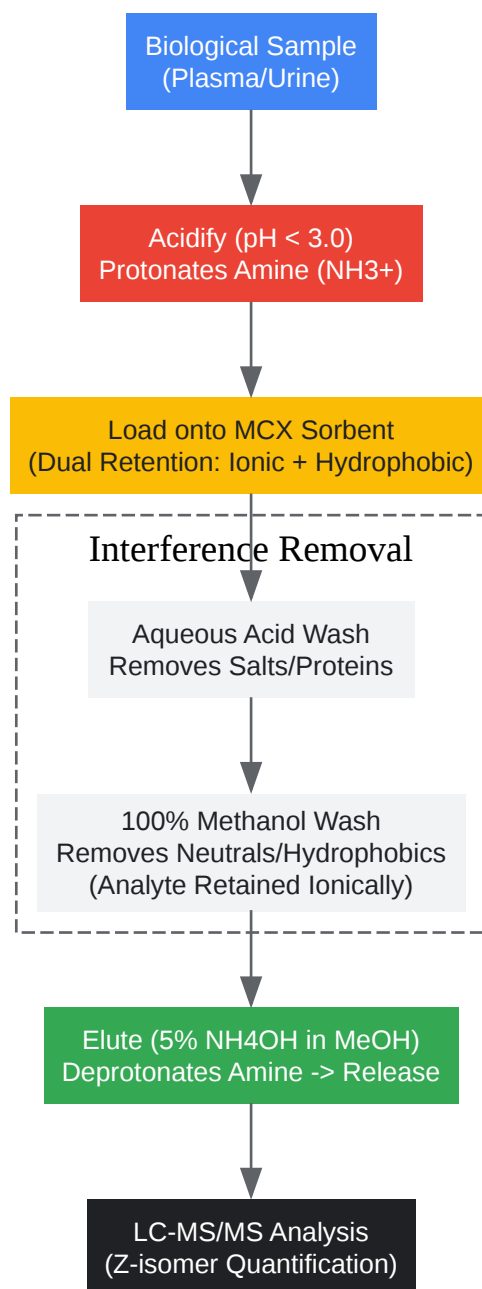 Biological Sample
(Plasma/Urine)
Acidify (pH < 3.0)
Protonates Amine (NH3+)
Load onto MCX Sorbent
(Dual Retention: Ionic + Hydrophobic)
Interference Removal
Aqueous Acid Wash
Removes Salts/Proteins
100% Methanol Wash
Removes Neutrals/Hydrophobics
(Analyte Retained Ionically)
Elute (5% NH4OH in MeOH)
Deprotonates Amine -> Release
LC-MS/MS Analysis
(Z-isomer Quantification)